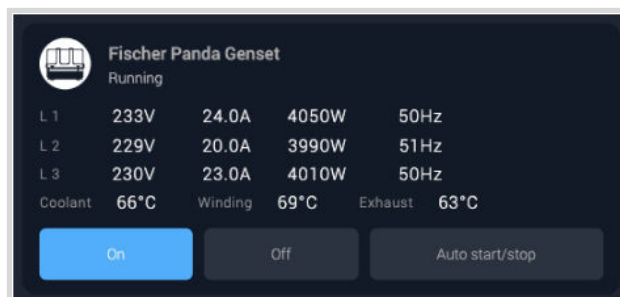 Fischer Panda Genset
Running
L 1 233V 24.0A 4050W 50Hz
L 2 229V 20.0A 3990W 51Hz
L 3 230V 23.0A 4010W 50Hz
Coolant 66°C Winding 69°C Exhaust 63°C
On Off Auto start/stop